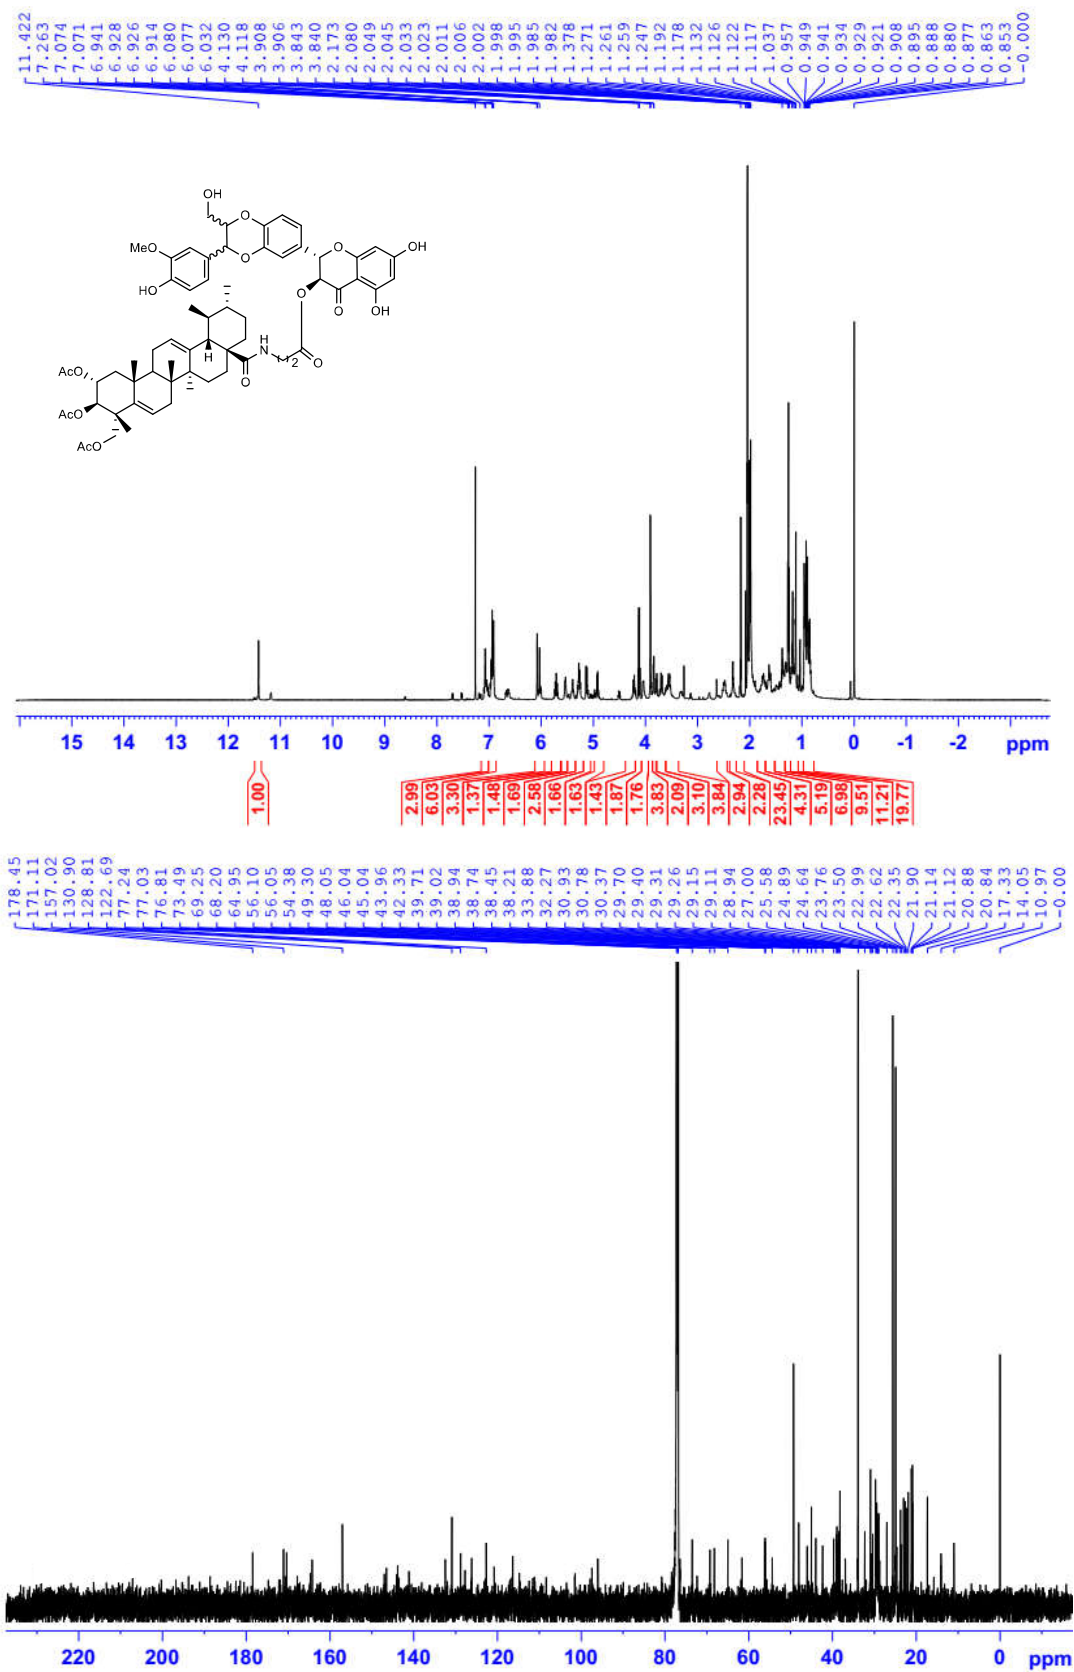 11.422 7.263 7.074 7.071 6.941 6.928 6.926 6.914 6.080 6.077 6.032 4.130 4.118 3.908 3.906 3.843 3.840 2.173 2.080 2.049 2.045 2.033 2.023 2.011 2.006 2.002 1.998 1.995 1.985 1.982 1.378 1.271 1.261 1.259 1.247 1.192 1.178 1.132 1.126 1.122 1.117 1.037 0.957 0.949 0.941 0.934 0.929 0.921 0.908 0.895 0.888 0.880 0.877 0.863 0.853 -0.000
OH
O
MeO
O
OH
O
HO
O
O
OH
H
N
( )2
O
H
O
AcO
AcO
AcO
15 14 13 12 11 10 9 8 7 6 5 4 3 2 1 0 -1 -2 ppm
1.00 2.99 6.03 3.30 1.37 1.48 1.69 2.58 1.66 1.63 1.43 1.87 1.76 3.83 2.09 3.10 3.84 2.94 2.28 23.45 4.31 5.19 6.98 9.51 11.21 19.77
178.45 171.11 157.02 130.90 128.81 122.69 77.24 77.03 76.81 73.49 69.25 68.20 64.95 56.10 56.05 54.38 49.30 48.05 46.04 45.04 43.96 42.33 39.71 39.02 38.94 38.74 38.45 38.21 33.88 32.27 30.93 30.78 30.37 29.70 29.40 29.31 29.26 29.15 29.11 28.94 27.00 25.58 24.89 24.64 23.76 23.50 22.99 22.62 22.35 21.90 21.14 21.12 20.88 20.84 17.33 14.05 10.97 -0.00
220 200 180 160 140 120 100 80 60 40 20 0 ppm